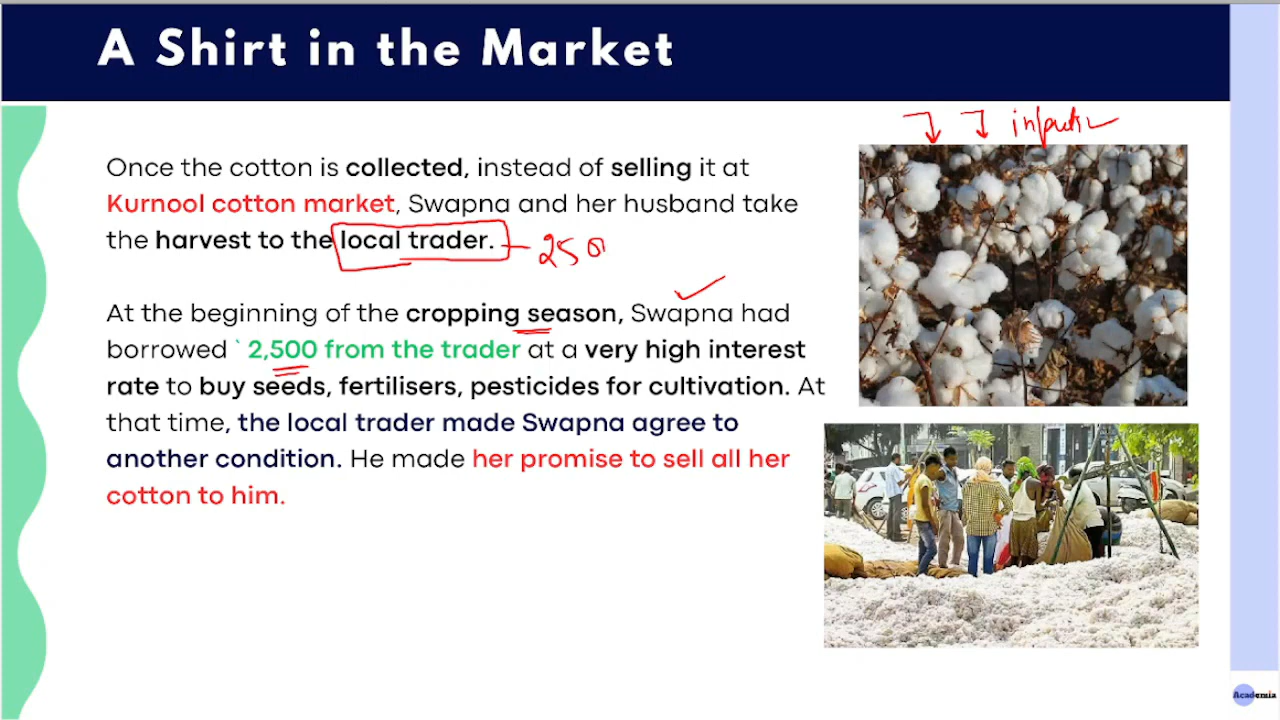 A Shirt in the Market
inputs
Once the cotton is collected, instead of selling it at
Kurnool cotton market, Swapna and her husband take
the harvest to the local trader.
At the beginning of the cropping season, Swapna had
borrowed ` 2,500 from the trader at a very high interest
rate to buy seeds, fertilisers, pesticides for cultivation. At
that time, the local trader made Swapna agree to
another condition. He made her promise to sell all her
cotton to him.
Academia